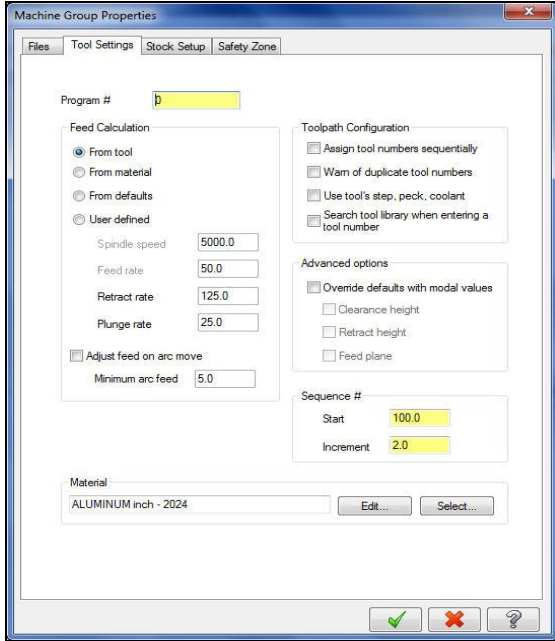 Machine Group Properties
Files
Tool Settings
Stock Setup
Safety Zone
Program # 0
Feed Calculation
From tool
From material
From defaults
User defined
Spindle speed 5000.0
Feed rate 50.0
Retract rate 125.0
Plunge rate 25.0
Adjust feed on arc move
Minimum arc feed 5.0
Toolpath Configuration
Assign tool numbers sequentially
Warn of duplicate tool numbers
Use tool's step, peck, coolant
Search tool library when entering a
tool number
Advanced options
Override defaults with modal values
Clearance height
Retract height
Feed plane
Sequence #
Start 100.0
Increment 2.0
Material
ALUMINUM inch - 2024
Edit...
Select...